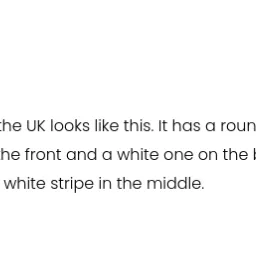 the UK looks like this. It has a roun
the front and a white one on the
white stripe in the middle.